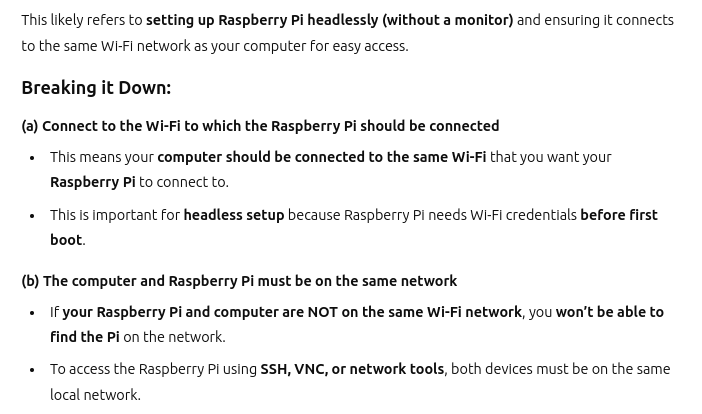 This likely refers to setting up Raspberry Pi headlessly (without a monitor) and ensuring it connects
to the same Wi-Fi network as your computer for easy access.
Breaking it Down:
(a) Connect to the Wi-Fi to which the Raspberry Pi should be connected
• This means your computer should be connected to the same Wi-Fi that you want your
Raspberry Pi to connect to.
• This is important for headless setup because Raspberry Pi needs Wi-Fi credentials before first
boot.
(b) The computer and Raspberry Pi must be on the same network
• If your Raspberry Pi and computer are NOT on the same Wi-Fi network, you won’t be able to
find the Pi on the network.
• To access the Raspberry Pi using SSH, VNC, or network tools, both devices must be on the same
local network.